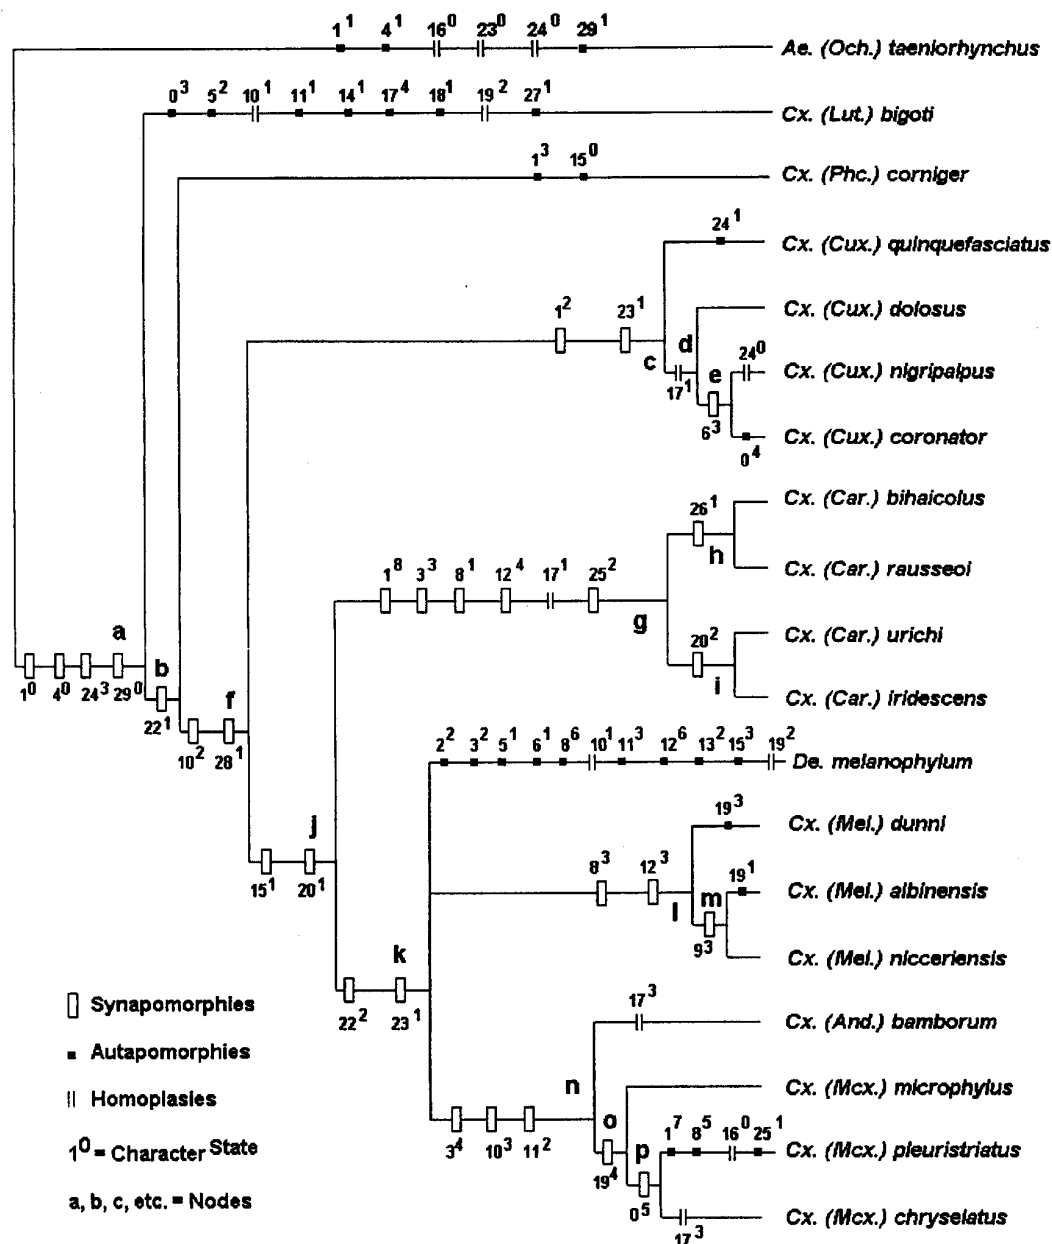 1⁰ 4⁰ 24³ 29⁰ a
1¹ 4¹ 16⁰ 23⁰ 24⁰ 29¹ Ae. (Och.) taeniorhynchus
0³ 5² 10¹ 11¹ 14¹ 17⁴ 18¹ 19² 27¹ Cx. (Lut.) bigoti
22¹ b
1³ 15⁰ Cx. (Phc.) corniger
10² 28¹ f
1² 23¹ c
24¹ Cx. (Cux.) quinquefasciatus
17¹ d
Cx. (Cux.) dolosus
6³ e
24⁰ Cx. (Cux.) nigripalpus
0⁴ Cx. (Cux.) coronator
15¹ 20¹ j
1⁸ 3³ 8¹ 12⁴ 17¹ 25² g
26¹ h
Cx. (Car.) bihaicolus
Cx. (Car.) rausseoi
20² i
Cx. (Car.) urichi
Cx. (Car.) iridescens
22² 23¹ k
2² 3² 5¹ 6¹ 8⁶ 10¹ 11³ 12⁶ 13² 15³ 19² De. melanophylum
8³ 12³ l
19³ Cx. (Mel.) dunni
9³ m
19¹ Cx. (Mel.) albinensis
Cx. (Mel.) nicceriensis
3⁴ 10³ 11² n
17³ Cx. (And.) bamborum
19⁴ o
Cx. (Mcx.) microphylus
0⁵ p
1⁷ 8⁵ 16⁰ 25¹ Cx. (Mcx.) pleuristriatus
17³ Cx. (Mcx.) chryselatus
Synapomorphies
Autapomorphies
Homoplasies
1⁰ = Character State
a, b, c, etc. = Nodes